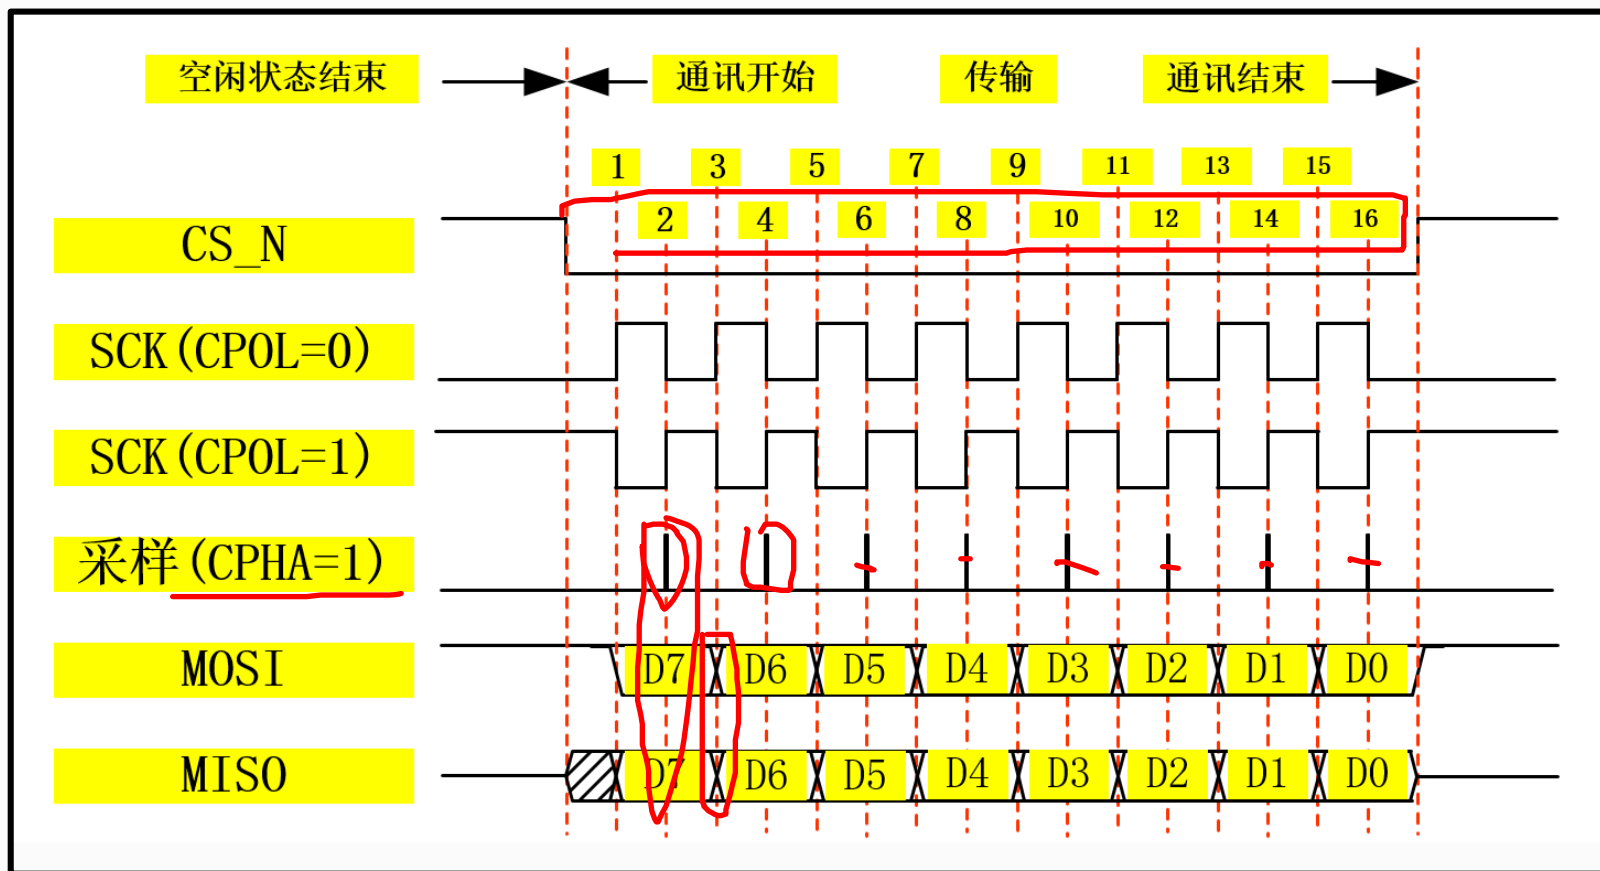 空闲状态结束 通讯开始 传输 通讯结束
1 3 5 7 9 11 13 15
2 4 6 8 10 12 14 16
CS_N
SCK(CPOL=0)
SCK(CPOL=1)
采样(CPHA=1)
MOSI D7 D6 D5 D4 D3 D2 D1 D0
MISO D7 D6 D5 D4 D3 D2 D1 D0